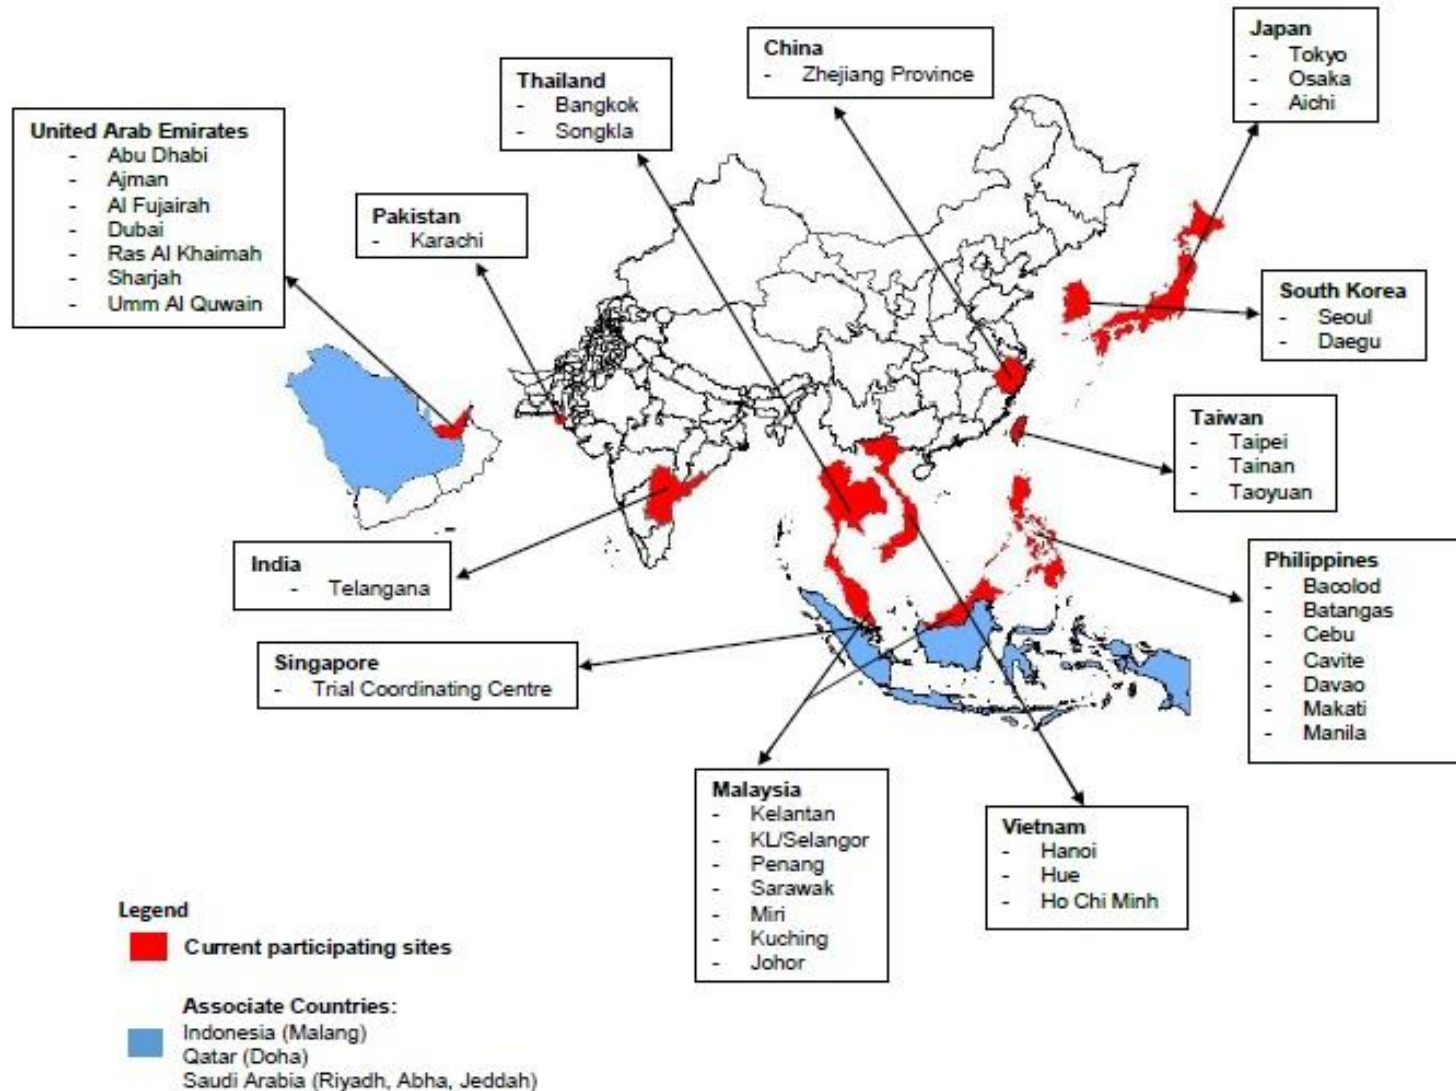 China
- Zhejiang Province
Japan
- Tokyo
- Osaka
- Aichi
Thailand
- Bangkok
- Songkla
United Arab Emirates
- Abu Dhabi
- Ajman
- Al Fujairah
- Dubai
- Ras Al Khaimah
- Sharjah
- Umm Al Quwain
Pakistan
- Karachi
South Korea
- Seoul
- Daegu
Taiwan
- Taipei
- Tainan
- Taoyuan
India
- Telangana
Philippines
- Bacolod
- Batangas
- Cebu
- Cavite
- Davao
- Makati
- Manila
Singapore
- Trial Coordinating Centre
Malaysia
- Kelantan
- KL/Selangor
- Penang
- Sarawak
- Miri
- Kuching
- Johor
Vietnam
- Hanoi
- Hue
- Ho Chi Minh
Legend
Current participating sites
Associate Countries:
Indonesia (Malang)
Qatar (Doha)
Saudi Arabia (Riyadh, Abha, Jeddah)